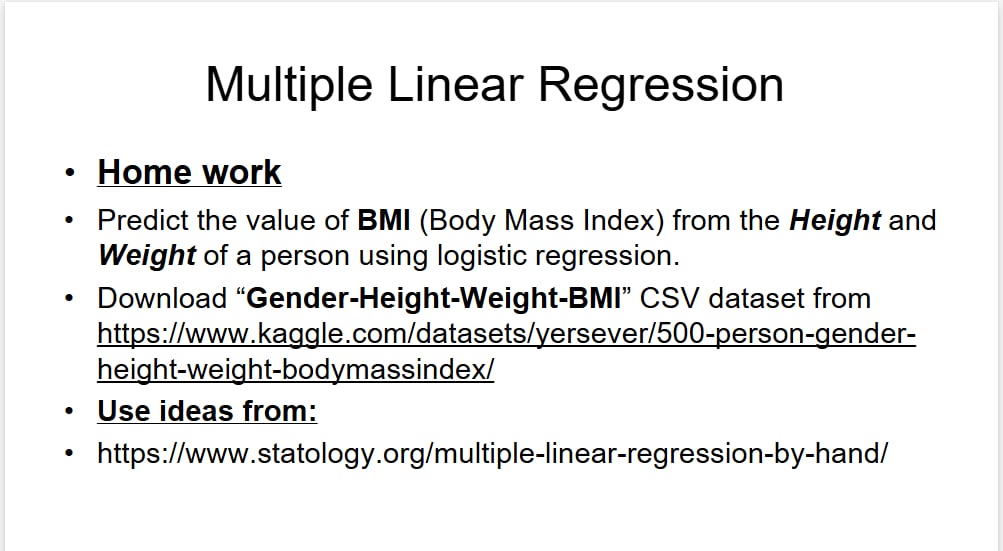 Multiple Linear Regression
• Home work
• Predict the value of BMI (Body Mass Index) from the Height and
Weight of a person using logistic regression.
• Download “Gender-Height-Weight-BMI” CSV dataset from
https://www.kaggle.com/datasets/yersever/500-person-gender-
height-weight-bodymassindex/
• Use ideas from:
• https://www.statology.org/multiple-linear-regression-by-hand/